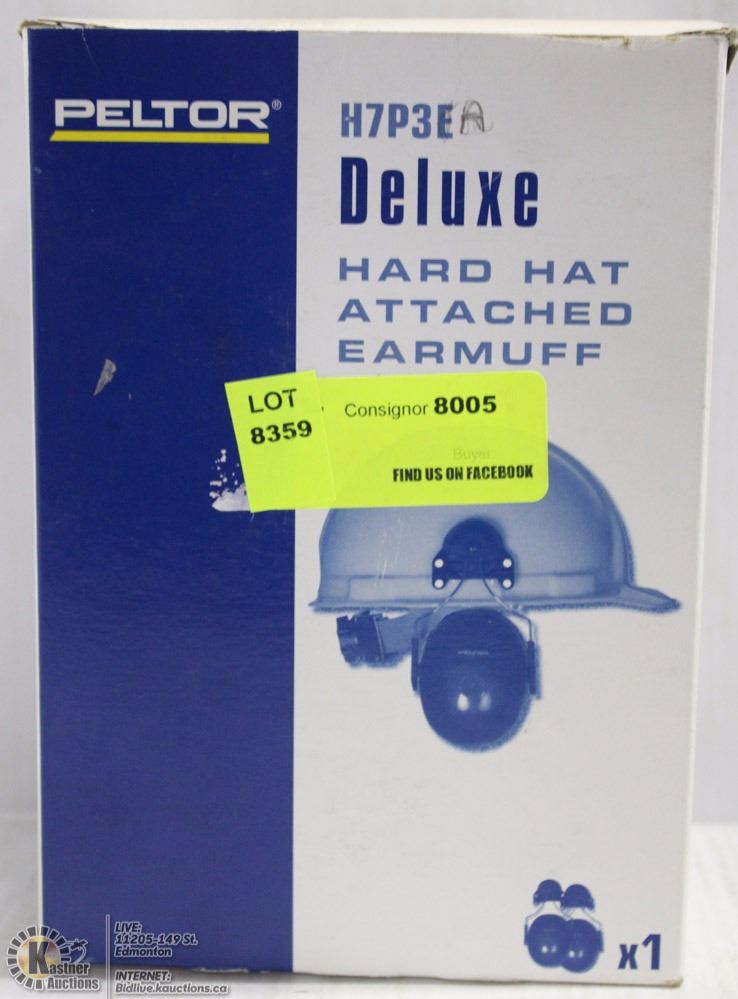 PELTOR®
H7P3E A
Deluxe
HARD HAT
ATTACHED
EARMUFF
LOT
8359
Consignor 8005
Buyer:
FIND US ON FACEBOOK
PELTOR
x1
Kastner
Auctions
LIVE:
11205-149 St.
Edmonton
INTERNET:
Bidlive.kauctions.ca